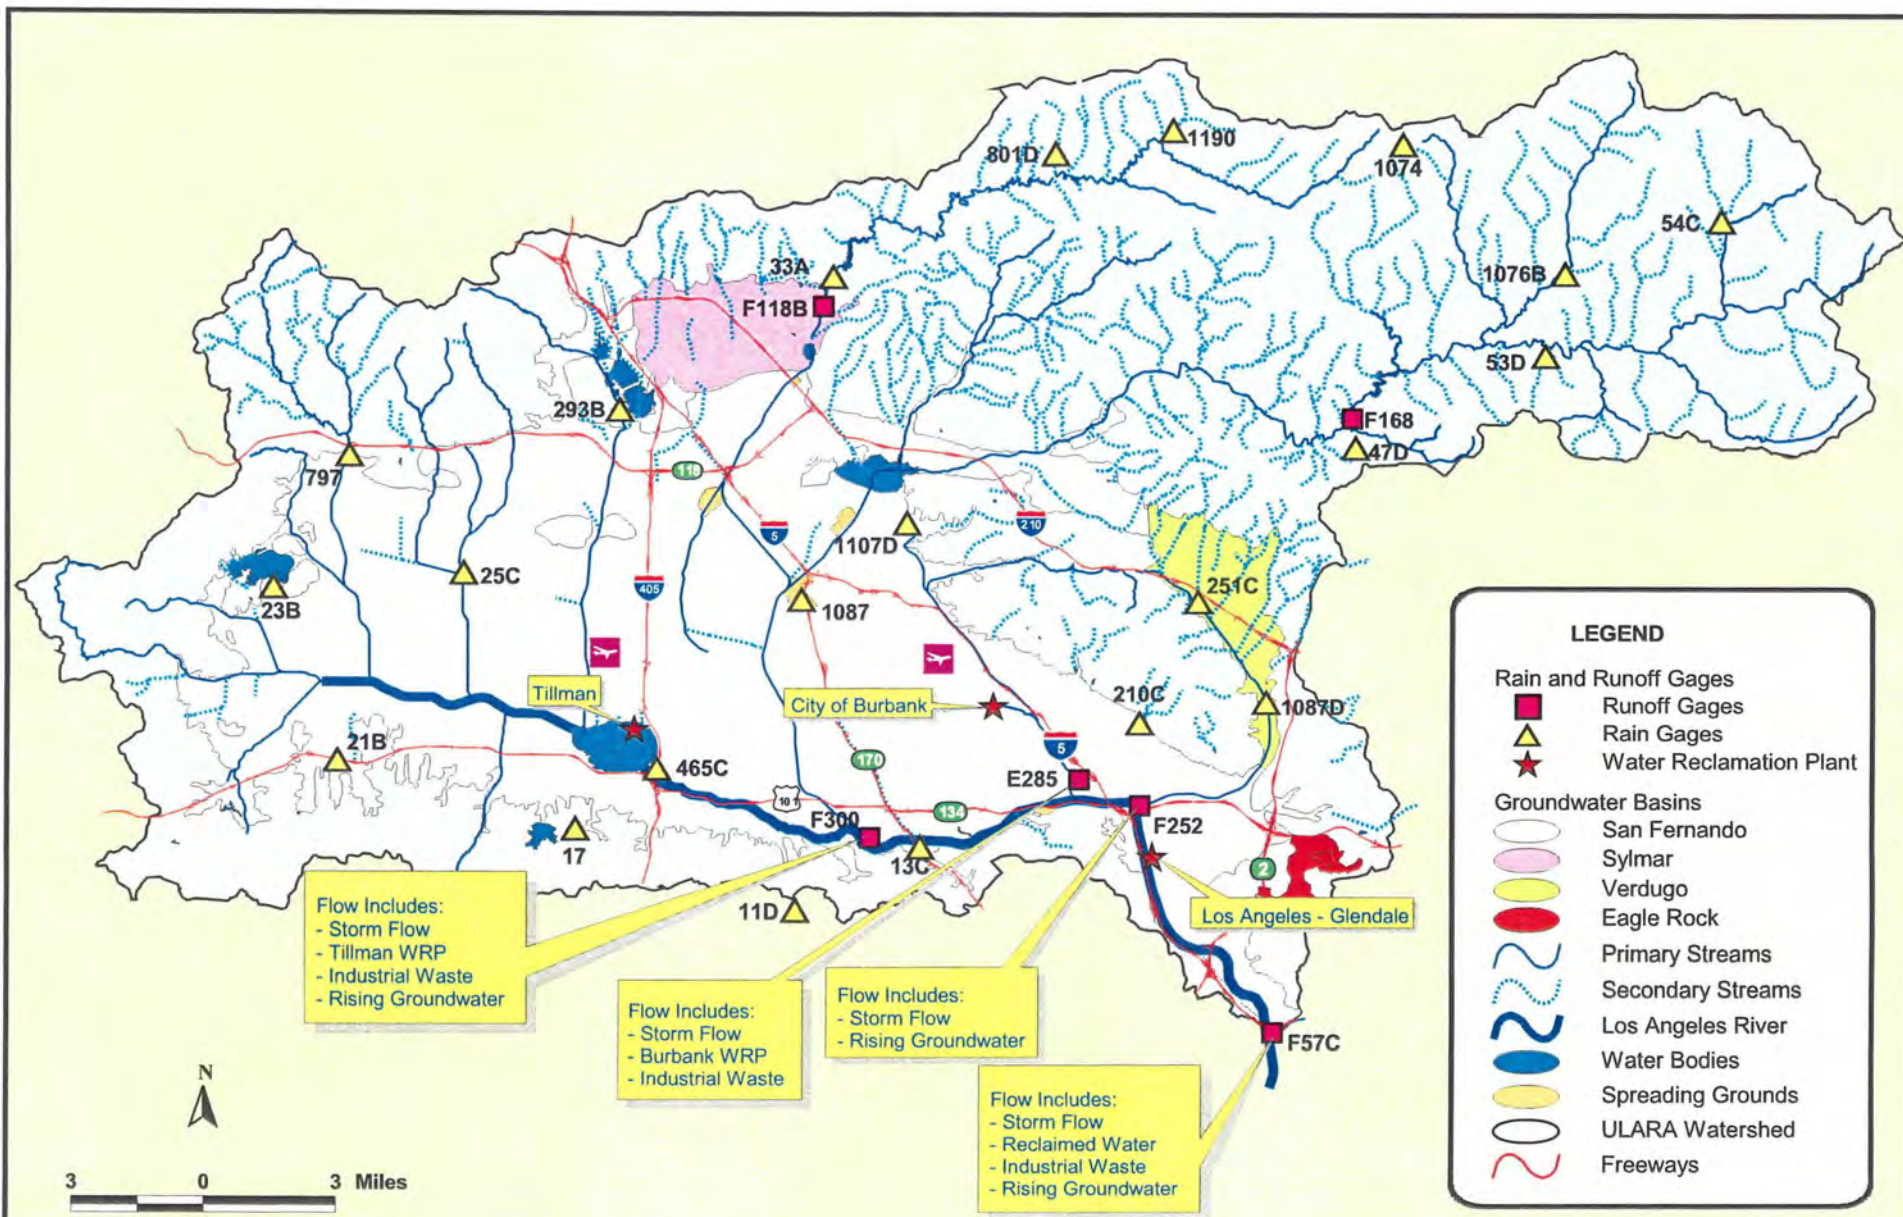 1190
801D
1074
54C
33A
1076B
F118B
53D
293B
F168
47D
797
118
5
210
1107D
25C
405
23B
1087
251C
Tillman
City of Burbank
210C
1087D
21B
465C
5
170
E285
101
134
F300
F252
17
13C
2
11D
Los Angeles - Glendale
F57C
Flow Includes:
- Storm Flow
- Tillman WRP
- Industrial Waste
- Rising Groundwater
Flow Includes:
- Storm Flow
- Burbank WRP
- Industrial Waste
Flow Includes:
- Storm Flow
- Rising Groundwater
Flow Includes:
- Storm Flow
- Reclaimed Water
- Industrial Waste
- Rising Groundwater
N
3 0 3 Miles
LEGEND
Rain and Runoff Gages
Runoff Gages
Rain Gages
Water Reclamation Plant
Groundwater Basins
San Fernando
Sylmar
Verdugo
Eagle Rock
Primary Streams
Secondary Streams
Los Angeles River
Water Bodies
Spreading Grounds
ULARA Watershed
Freeways